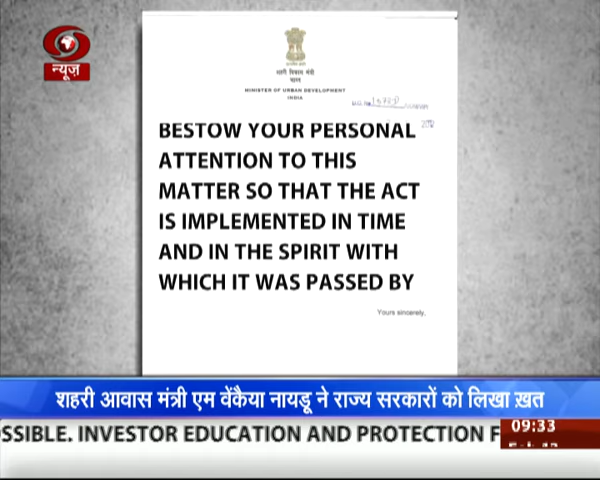 न्यूज़
शहरी विकास मंत्री
भारत
MINISTER OF URBAN DEVELOPMENT
INDIA
BESTOW YOUR PERSONAL
ATTENTION TO THIS
MATTER SO THAT THE ACT
IS IMPLEMENTED IN TIME
AND IN THE SPIRIT WITH
WHICH IT WAS PASSED BY
Yours sincerely,
शहरी आवास मंत्री एम वेंकैया नायडू ने राज्य सरकारों को लिखा ख़त
SSIBLE. INVESTOR EDUCATION AND PROTECTION F
09:33